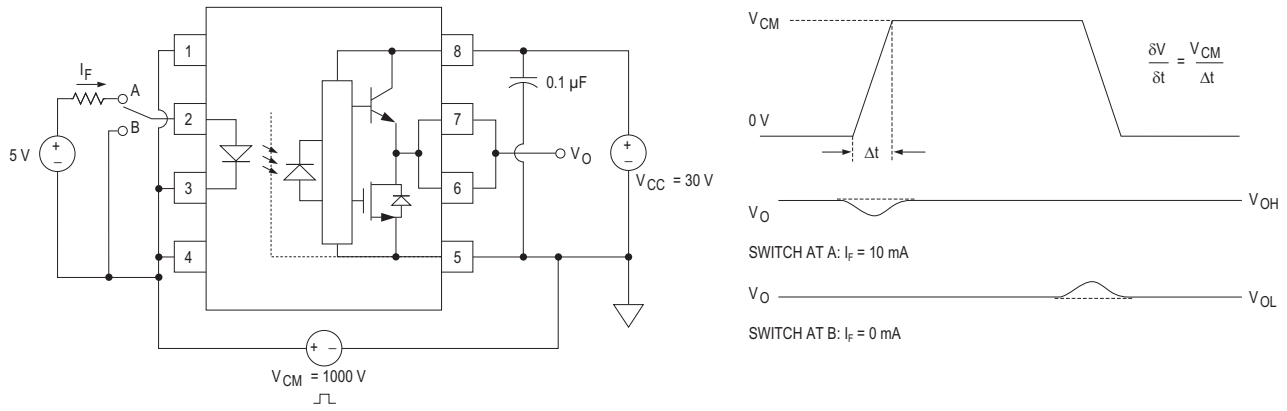 1
8
I_F
A
0.1 µF
2
7
B
5 V
+
–
V_O
+
–
V_CC = 30 V
3
6
4
5
+ –
V_CM = 1000 V
V_CM
δV/δt = V_CM/Δt
0 V
Δt
V_O
V_OH
SWITCH AT A: I_F = 10 mA
V_O
V_OL
SWITCH AT B: I_F = 0 mA